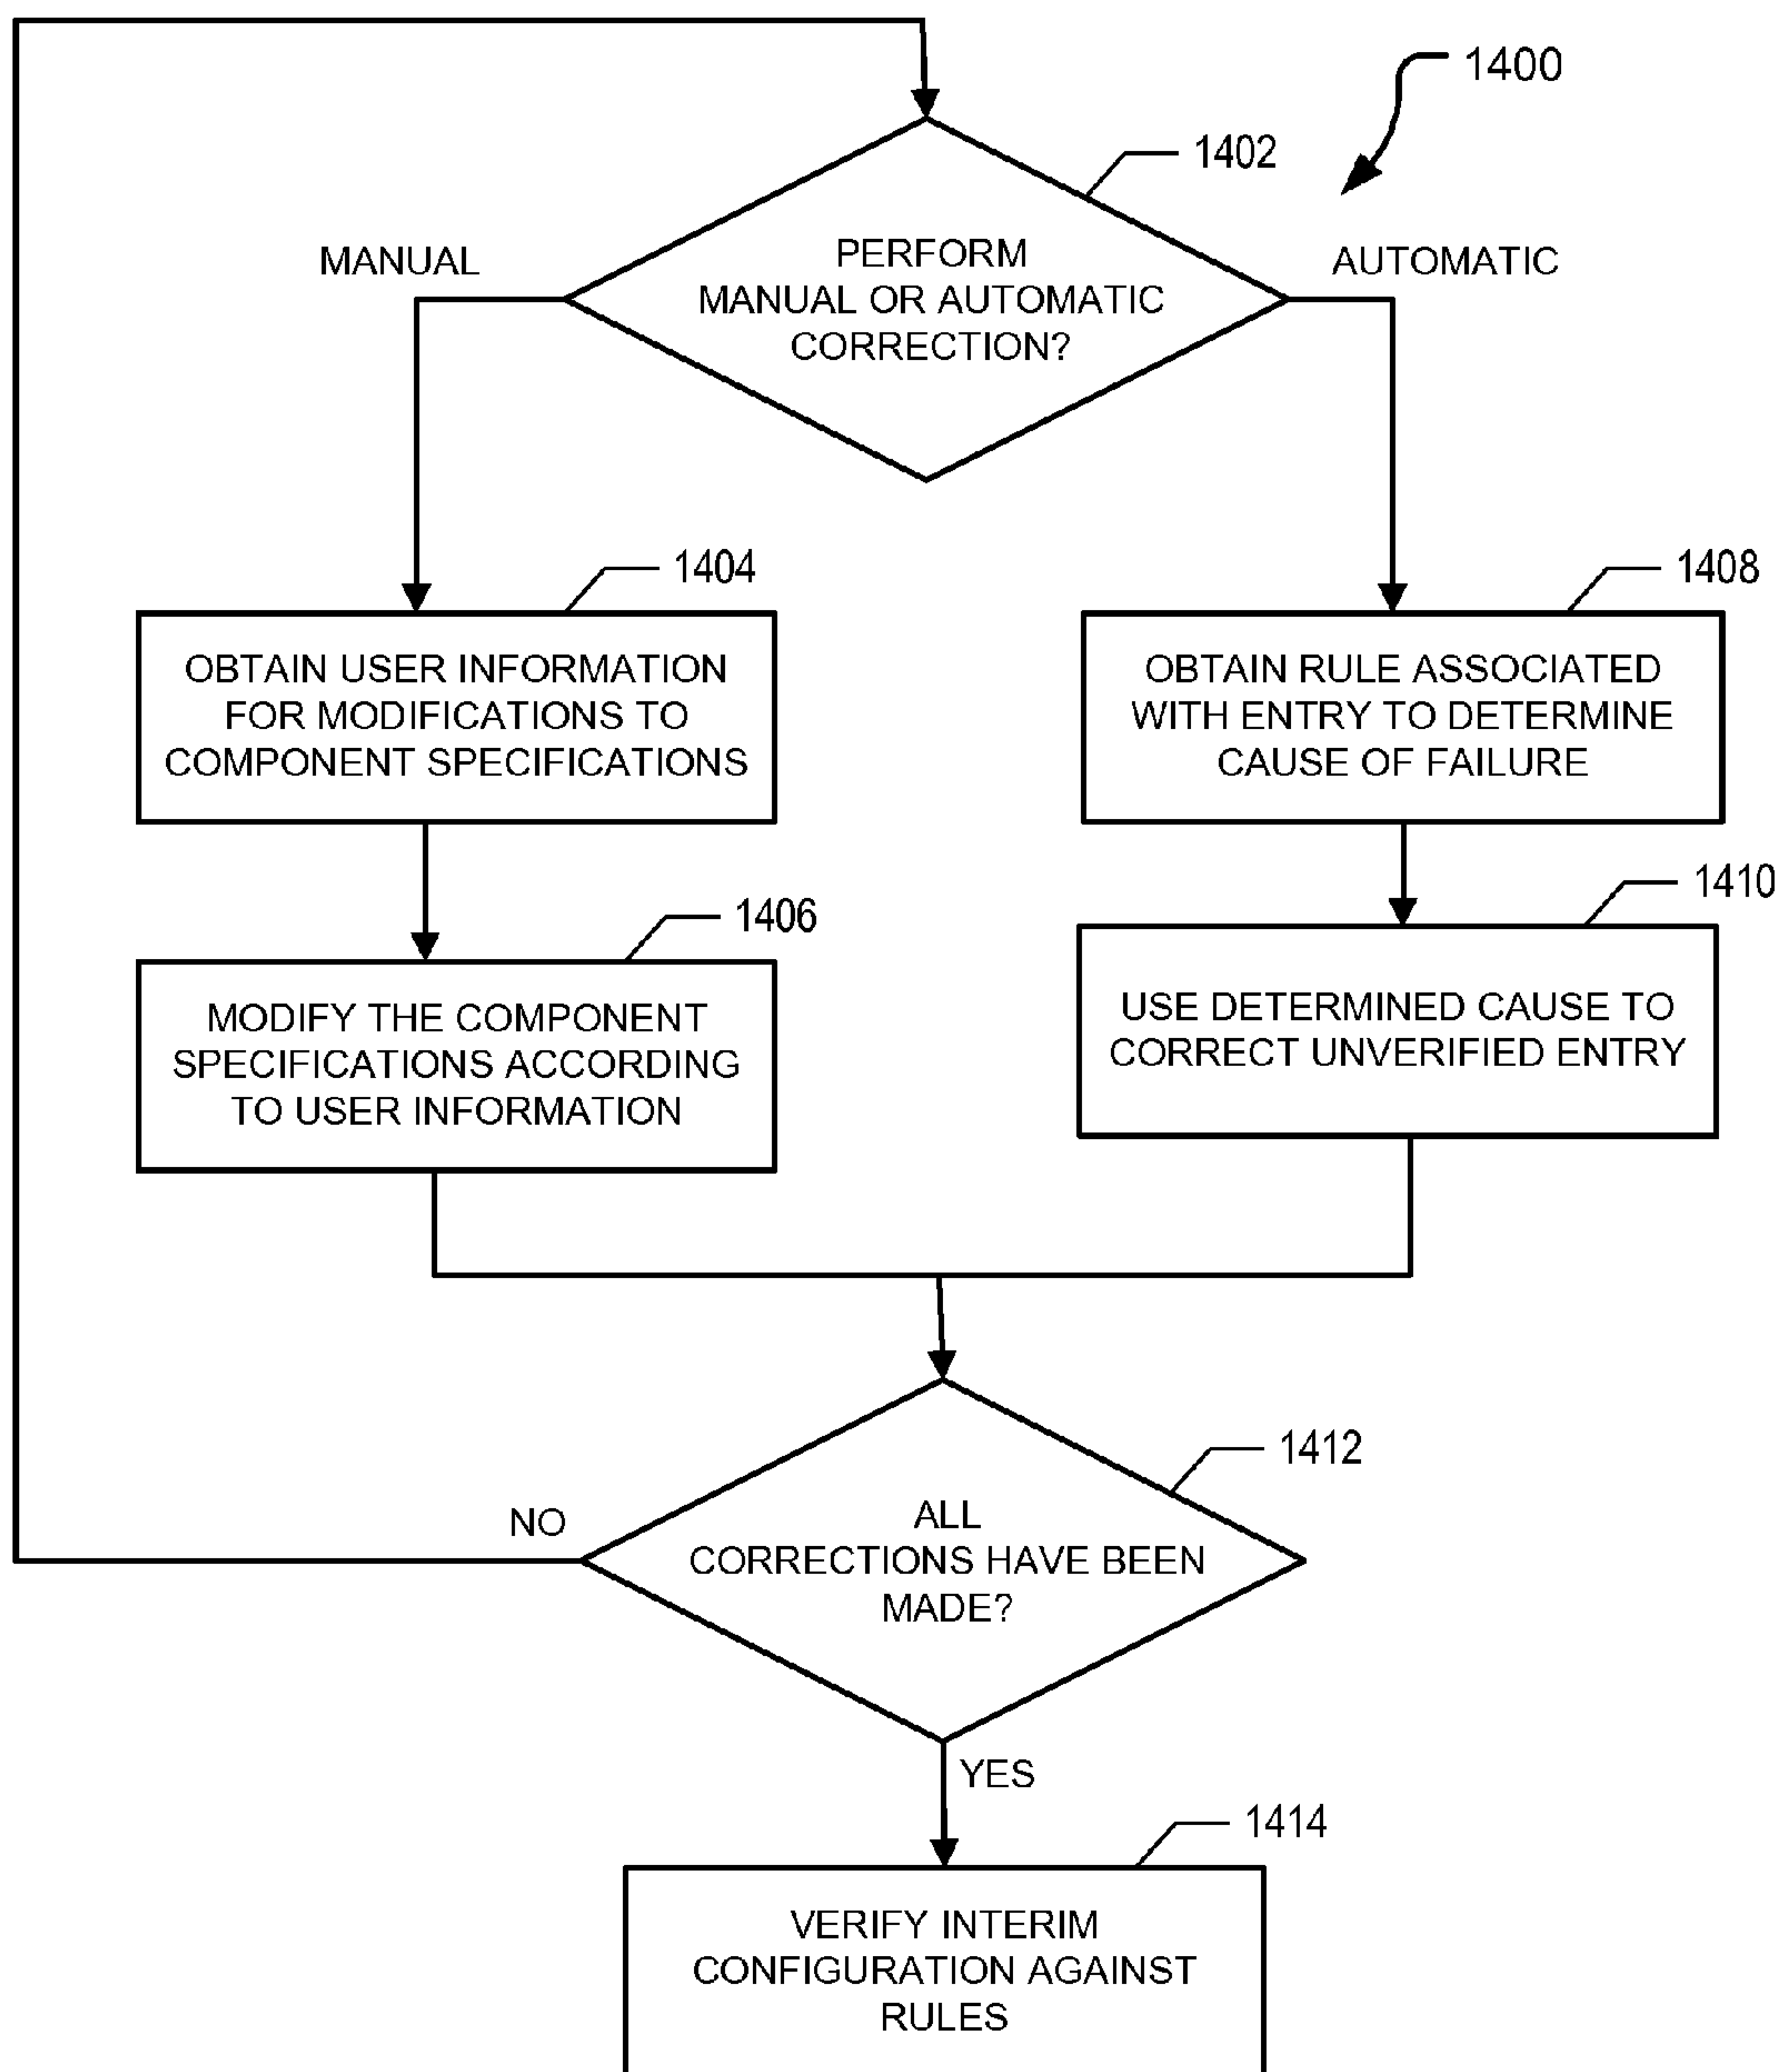 1400
1402
PERFORM
MANUAL OR AUTOMATIC
CORRECTION?
MANUAL
AUTOMATIC
1404
OBTAIN USER INFORMATION
FOR MODIFICATIONS TO
COMPONENT SPECIFICATIONS
1408
OBTAIN RULE ASSOCIATED
WITH ENTRY TO DETERMINE
CAUSE OF FAILURE
1406
MODIFY THE COMPONENT
SPECIFICATIONS ACCORDING
TO USER INFORMATION
1410
USE DETERMINED CAUSE TO
CORRECT UNVERIFIED ENTRY
1412
ALL
CORRECTIONS HAVE BEEN
MADE?
NO
YES
1414
VERIFY INTERIM
CONFIGURATION AGAINST
RULES